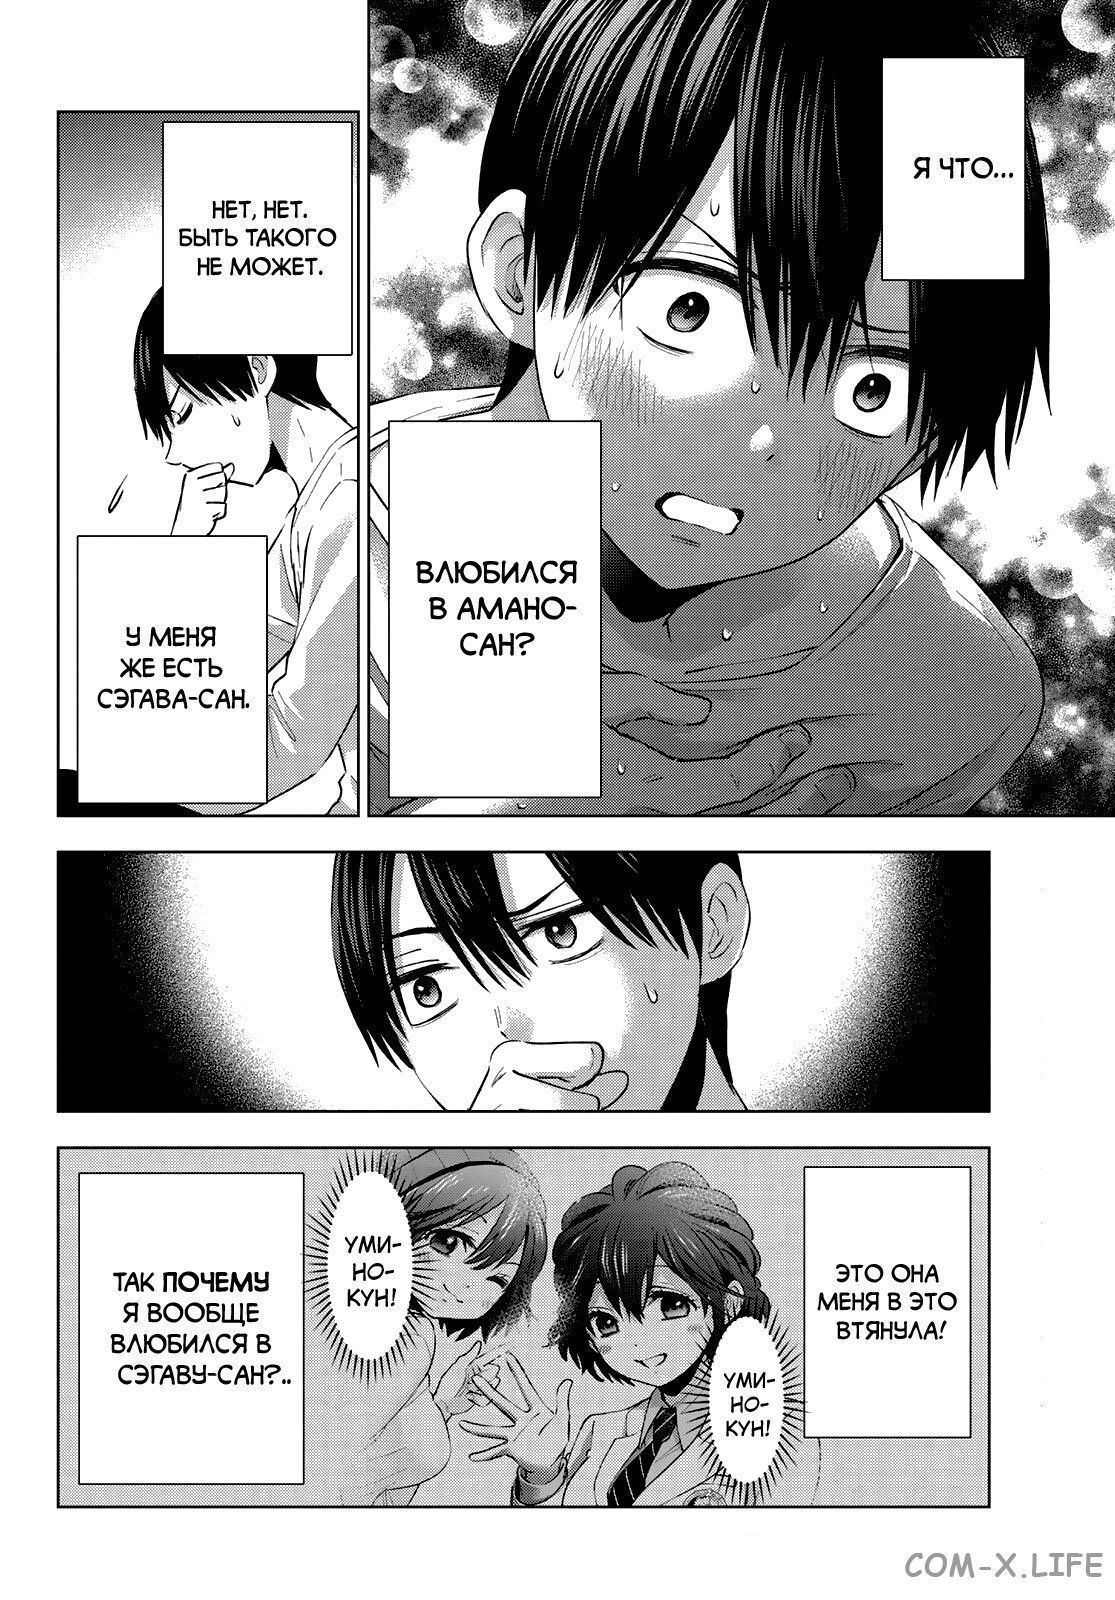 Я ЧТО...
ВЛЮБИЛСЯ
В АМАНО-
САН?
НЕТ, НЕТ.
БЫТЬ ТАКОГО
НЕ МОЖЕТ.
У МЕНЯ
ЖЕ ЕСТЬ
СЭГАВА-САН.
ЭТО ОНА
МЕНЯ В ЭТО
ВТЯНУЛА!
УМИ-
НО-
КУН!
УМИ-
НО-
КУН!
ТАК ПОЧЕМУ
Я ВООБЩЕ
ВЛЮБИЛСЯ В
СЭГАВУ-САН?..
COM-X.LIFE